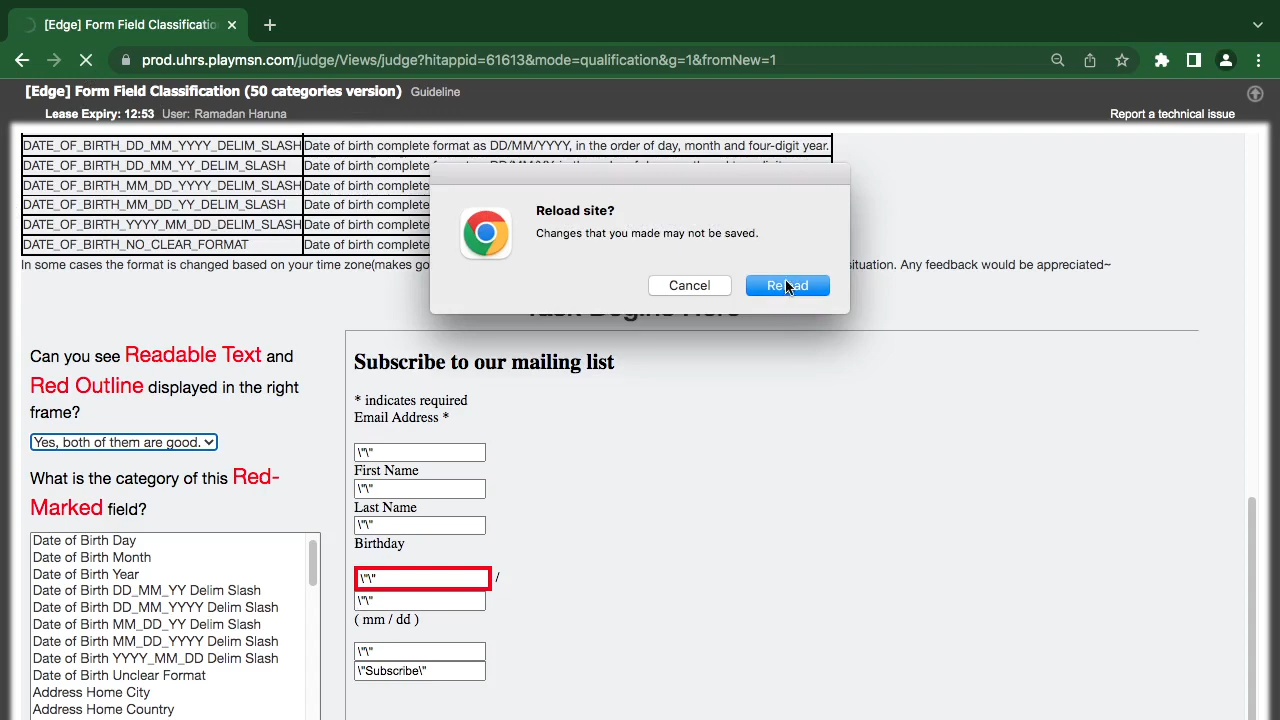 [Edge] Form Field Classificatio
prod.uhrs.playmsn.com/judge/Views/judge?hitappid=61613&mode=qualification&g=1&fromNew=1
[Edge] Form Field Classification (50 categories version) Guideline
Lease Expiry: 12:53 User: Ramadan Haruna
Report a technical issue
DATE_OF_BIRTH_DD_MM_YYYY_DELIM_SLASH Date of birth complete format as DD/MM/YYYY, in the order of day, month and four-digit year.
DATE_OF_BIRTH_DD_MM_YY_DELIM_SLASH Date of birth complete
DATE_OF_BIRTH_MM_DD_YYYY_DELIM_SLASH Date of birth complete
DATE_OF_BIRTH_MM_DD_YY_DELIM_SLASH Date of birth complete
DATE_OF_BIRTH_YYYY_MM_DD_DELIM_SLASH Date of birth complete
DATE_OF_BIRTH_NO_CLEAR_FORMAT Date of birth complete
In some cases the format is changed based on your time zone(makes go
ituation. Any feedback would be appreciated~
Reload site?
Changes that you made may not be saved.
Cancel
Reload
Task Begins Here
Can you see Readable Text and
Red Outline displayed in the right
frame?
Yes, both of them are good.
What is the category of this Red-
Marked field?
Date of Birth Day
Date of Birth Month
Date of Birth Year
Date of Birth DD_MM_YY Delim Slash
Date of Birth DD_MM_YYYY Delim Slash
Date of Birth MM_DD_YY Delim Slash
Date of Birth MM_DD_YYYY Delim Slash
Date of Birth YYYY_MM_DD Delim Slash
Date of Birth Unclear Format
Address Home City
Address Home Country
Subscribe to our mailing list
* indicates required
Email Address *
\"\"
First Name
\"\"
Last Name
\"\"
Birthday
\"\" /
\"\"
( mm / dd )
\"\"
\"Subscribe\"